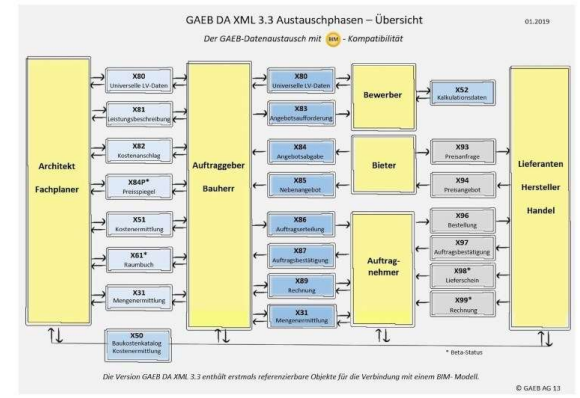 GAEB DA XML 3.3 Austauschphasen – Übersicht
01.2019
Der GAEB-Datenaustausch mit BIM - Kompatibilität
Architekt
Fachplaner
X80
Universelle LV-Daten
X81
Leistungsbeschreibung
X82
Kostenanschlag
X84P*
Preisspiegel
X51
Kostenermittlung
X61*
Raumbuch
X31
Mengenermittlung
X50
Baukostenkatalog
Kostenermittlung
Auftraggeber
Bauherr
X80
Universelle LV-Daten
X83
Angebotsaufforderung
X84
Angebotsabgabe
X85
Nebenangebot
X86
Auftragserteilung
X87
Auftragsbestätigung
X89
Rechnung
X31
Mengenermittlung
Bewerber
Bieter
Auftrag-
nehmer
X52
Kalkulationsdaten
X93
Preisanfrage
X94
Preisangebot
X96
Bestellung
X97
Auftragsbestätigung
X98*
Lieferschein
X99*
Rechnung
Lieferanten
Hersteller
Handel
* Beta-Status
Die Version GAEB DA XML 3.3 enthält erstmals referenzierbare Objekte für die Verbindung mit einem BIM- Modell.
© GAEB AG 13